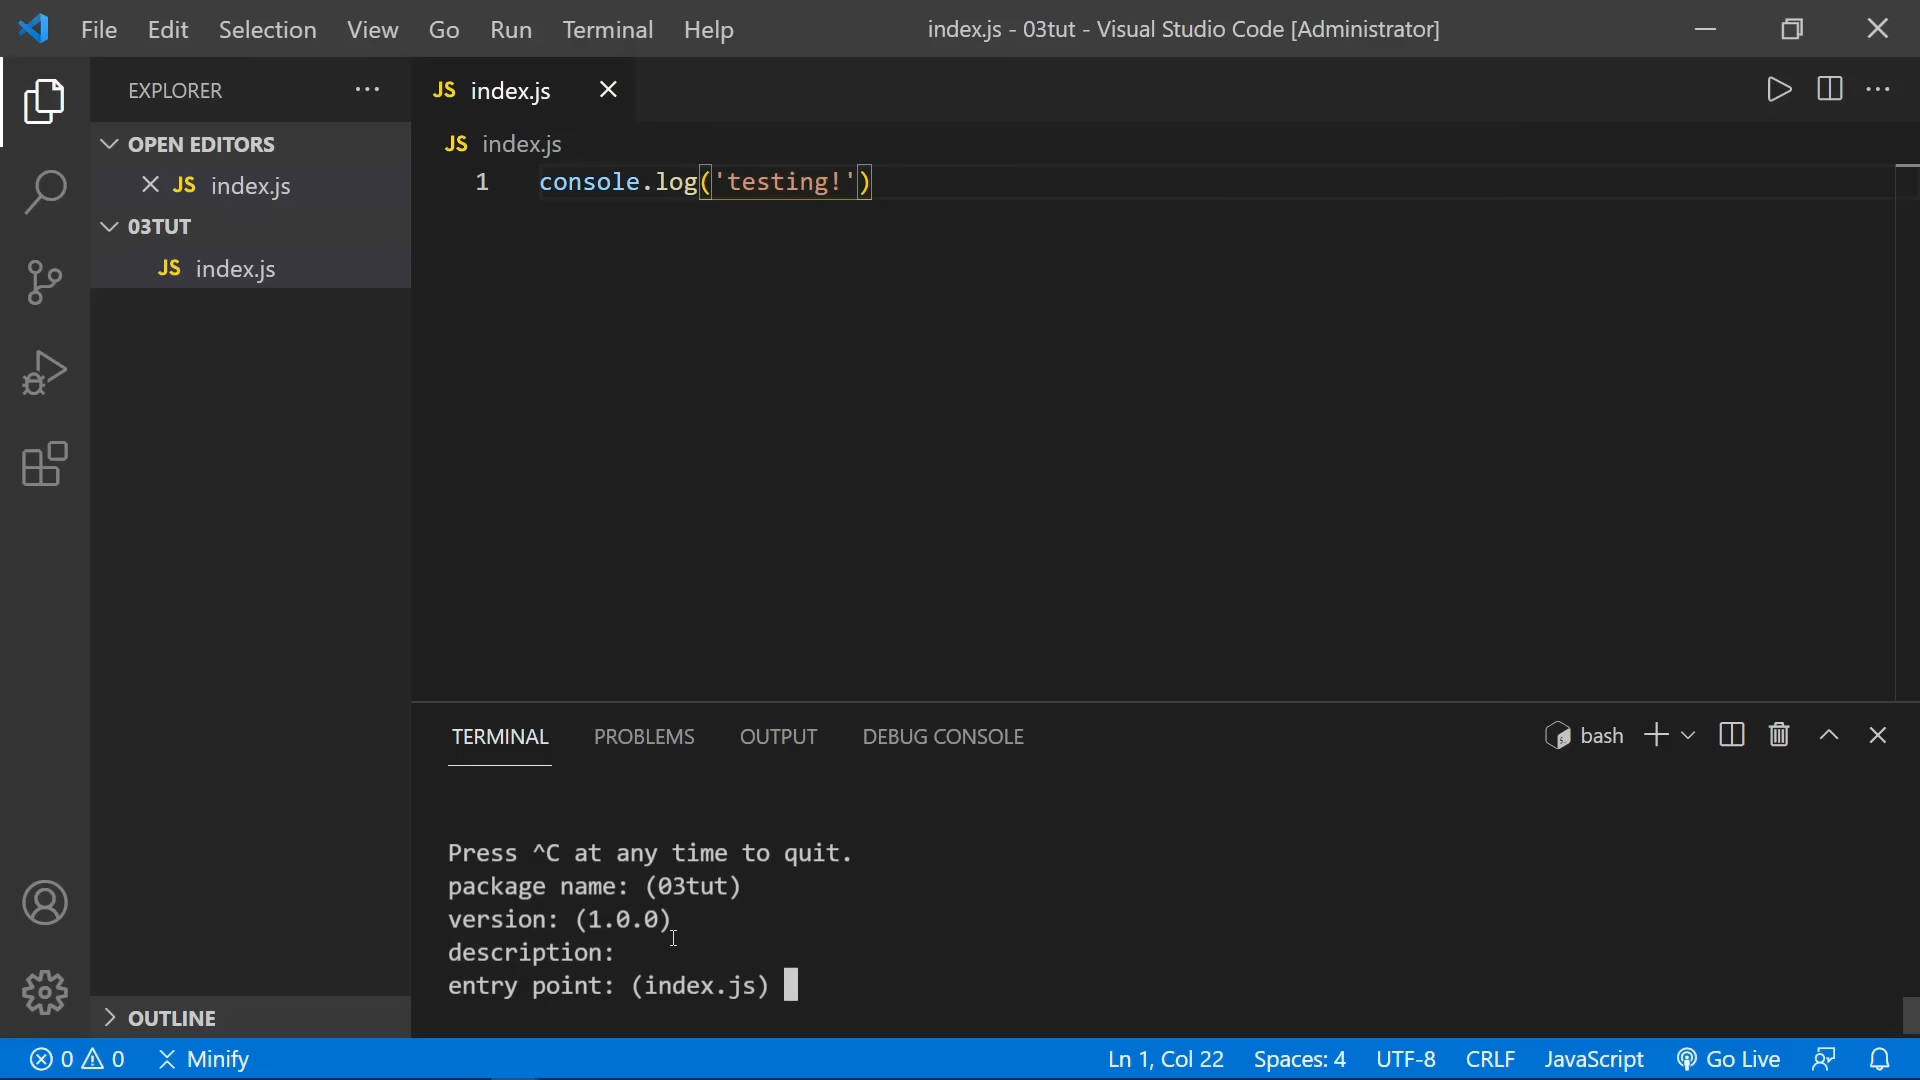 File Edit Selection View Go Run Terminal Help
index.js - 03tut - Visual Studio Code [Administrator]
EXPLORER
OPEN EDITORS
JS index.js
03TUT
JS index.js
OUTLINE
JS index.js
JS index.js
1 console.log('testing!')
TERMINAL PROBLEMS OUTPUT DEBUG CONSOLE
bash
Press ^C at any time to quit.
package name: (03tut)
version: (1.0.0)
description:
entry point: (index.js)
0 0 Minify
Ln 1, Col 22 Spaces: 4 UTF-8 CRLF JavaScript Go Live